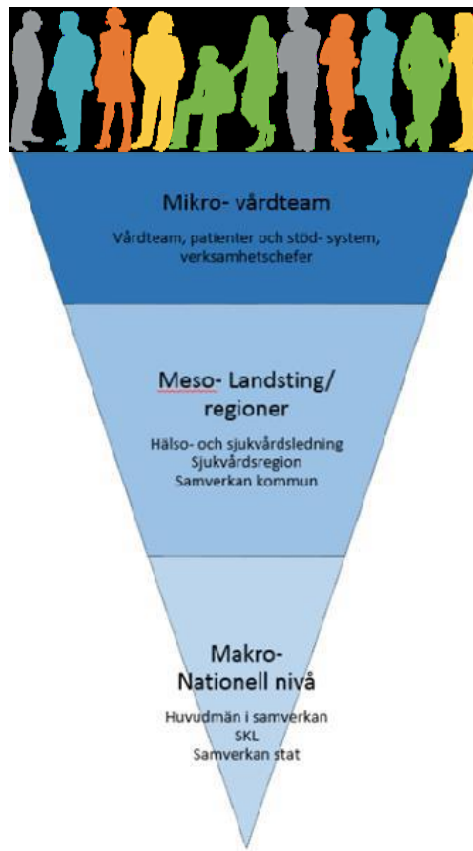 Mikro- vårdteam
Vårdteam, patienter och stöd- system,
verksamhetschefer
Meso- Landsting/
regioner
Hälso- och sjukvårdsledning
Sjukvårdsregion
Samverkan kommun
Makro-
Nationell nivå
Huvudmän i samverkan
SKL
Samverkan stat